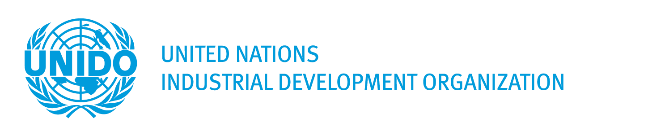 UNIDO
UNITED NATIONS
INDUSTRIAL DEVELOPMENT ORGANIZATION